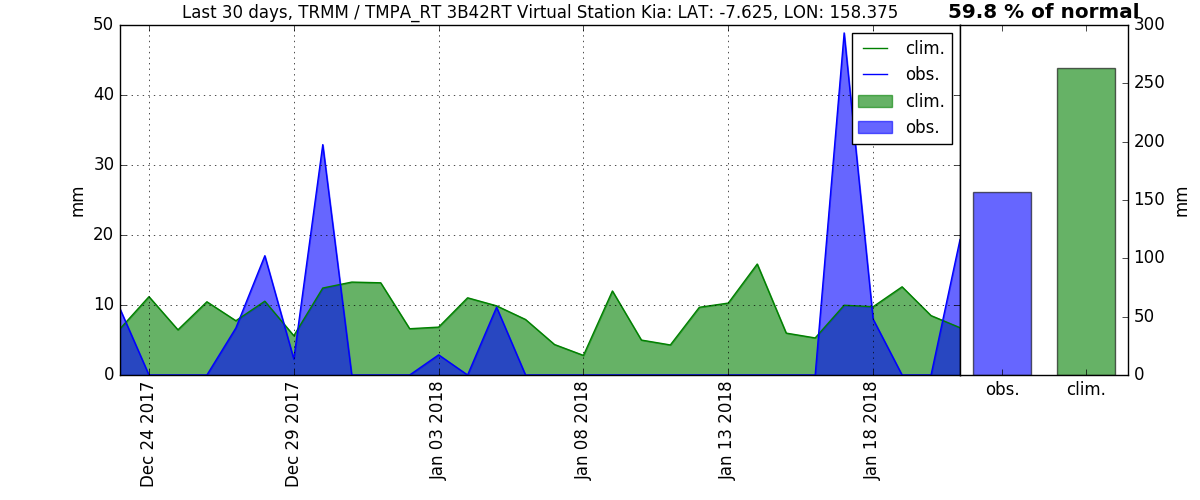 Last 30 days, TRMM / TMPA_RT 3B42RT Virtual Station Kia: LAT: -7.625, LON: 158.375
59.8 % of normal
50
40
30
20
10
0
mm
clim.
obs.
clim.
obs.
Dec 24 2017
Dec 29 2017
Jan 03 2018
Jan 08 2018
Jan 13 2018
Jan 18 2018
300
250
200
150
100
50
0
mm
obs.
clim.